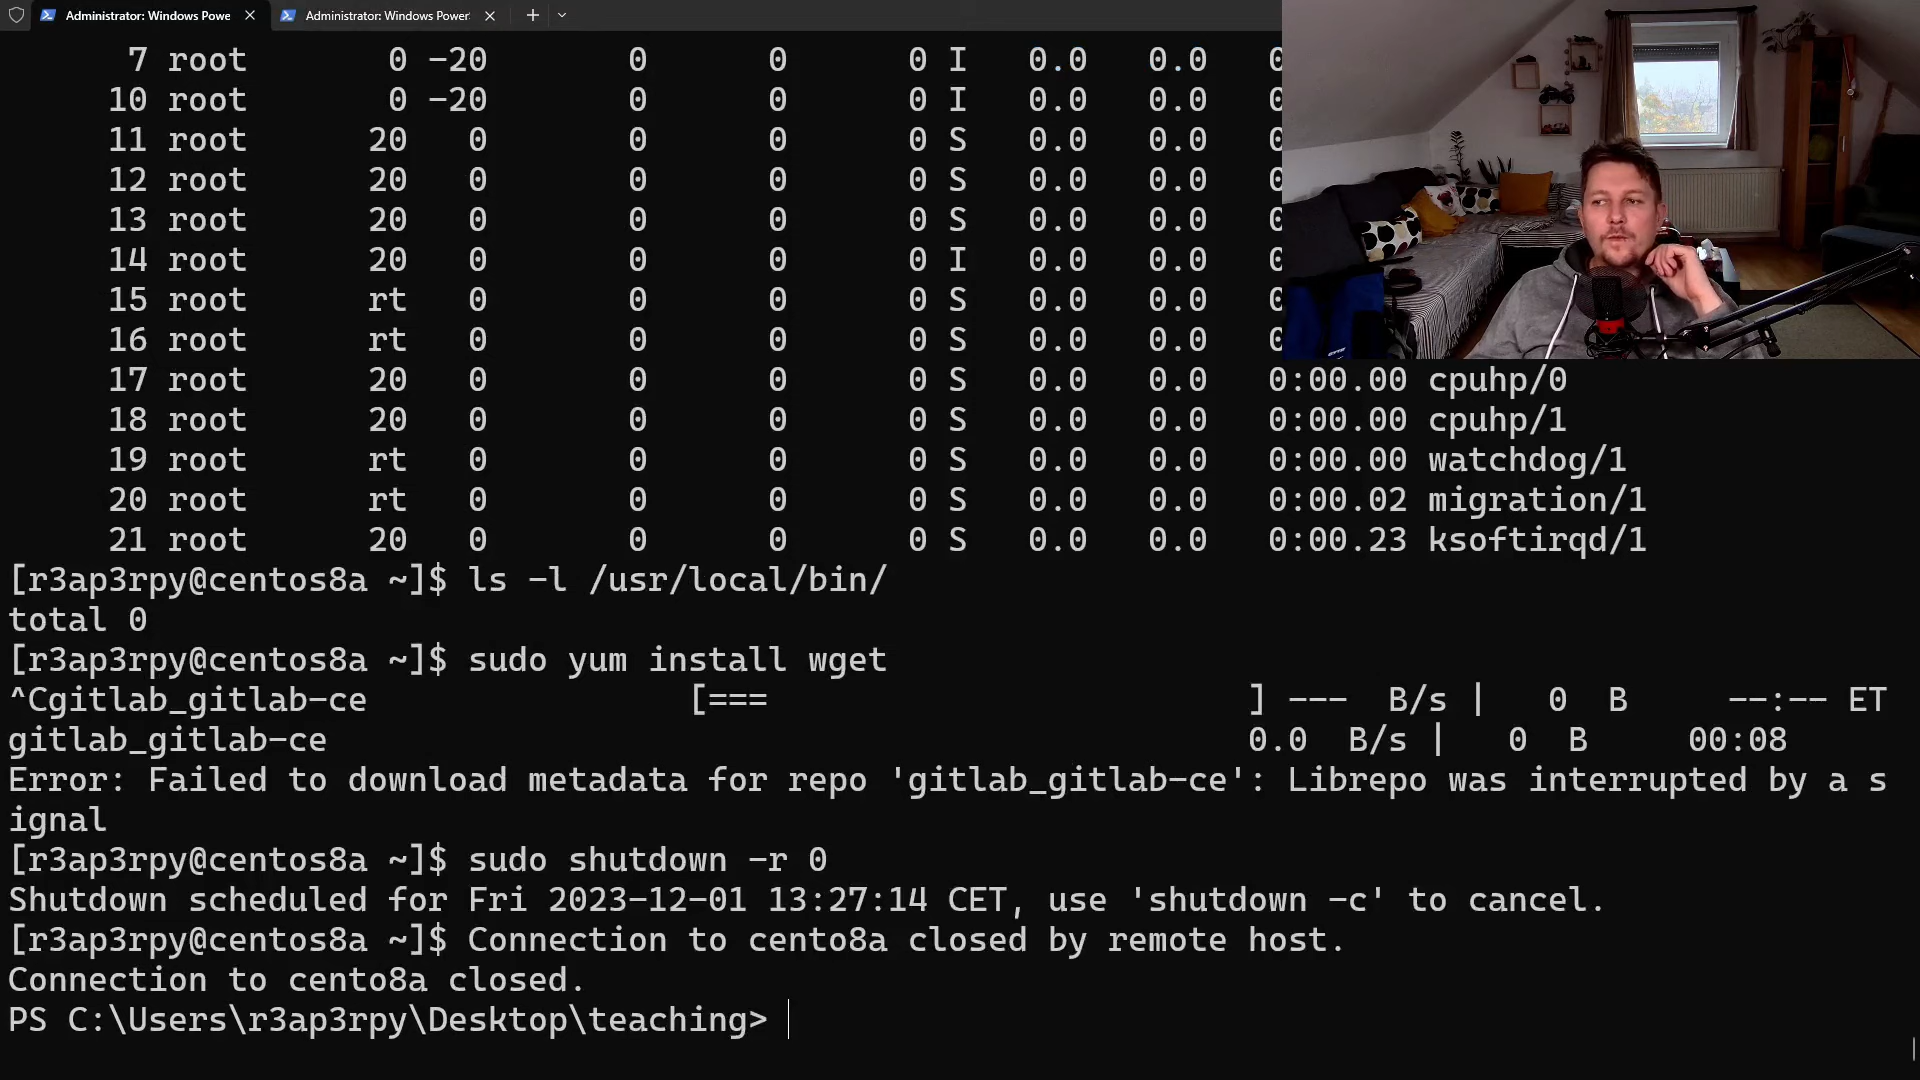 Administrator: Windows Powe
Administrator: Windows Power
7 root 0 -20 0 0 0 I 0.0 0.0 0
10 root 0 -20 0 0 0 I 0.0 0.0 0
11 root 20 0 0 0 0 S 0.0 0.0 0
12 root 20 0 0 0 0 S 0.0 0.0 0
13 root 20 0 0 0 0 S 0.0 0.0 0
14 root 20 0 0 0 0 I 0.0 0.0 0
15 root rt 0 0 0 0 S 0.0 0.0 0
16 root rt 0 0 0 0 S 0.0 0.0 0
17 root 20 0 0 0 0 S 0.0 0.0 0:00.00 cpuhp/0
18 root 20 0 0 0 0 S 0.0 0.0 0:00.00 cpuhp/1
19 root rt 0 0 0 0 S 0.0 0.0 0:00.00 watchdog/1
20 root rt 0 0 0 0 S 0.0 0.0 0:00.02 migration/1
21 root 20 0 0 0 0 S 0.0 0.0 0:00.23 ksoftirqd/1
[r3ap3rpy@centos8a ~]$ ls -l /usr/local/bin/
total 0
[r3ap3rpy@centos8a ~]$ sudo yum install wget
^Cgitlab_gitlab-ce [=== ] --- B/s | 0 B --:-- ET
gitlab_gitlab-ce 0.0 B/s | 0 B 00:08
Error: Failed to download metadata for repo 'gitlab_gitlab-ce': Librepo was interrupted by a s
ignal
[r3ap3rpy@centos8a ~]$ sudo shutdown -r 0
Shutdown scheduled for Fri 2023-12-01 13:27:14 CET, use 'shutdown -c' to cancel.
[r3ap3rpy@centos8a ~]$ Connection to cento8a closed by remote host.
Connection to cento8a closed.
PS C:\Users\r3ap3rpy\Desktop\teaching>